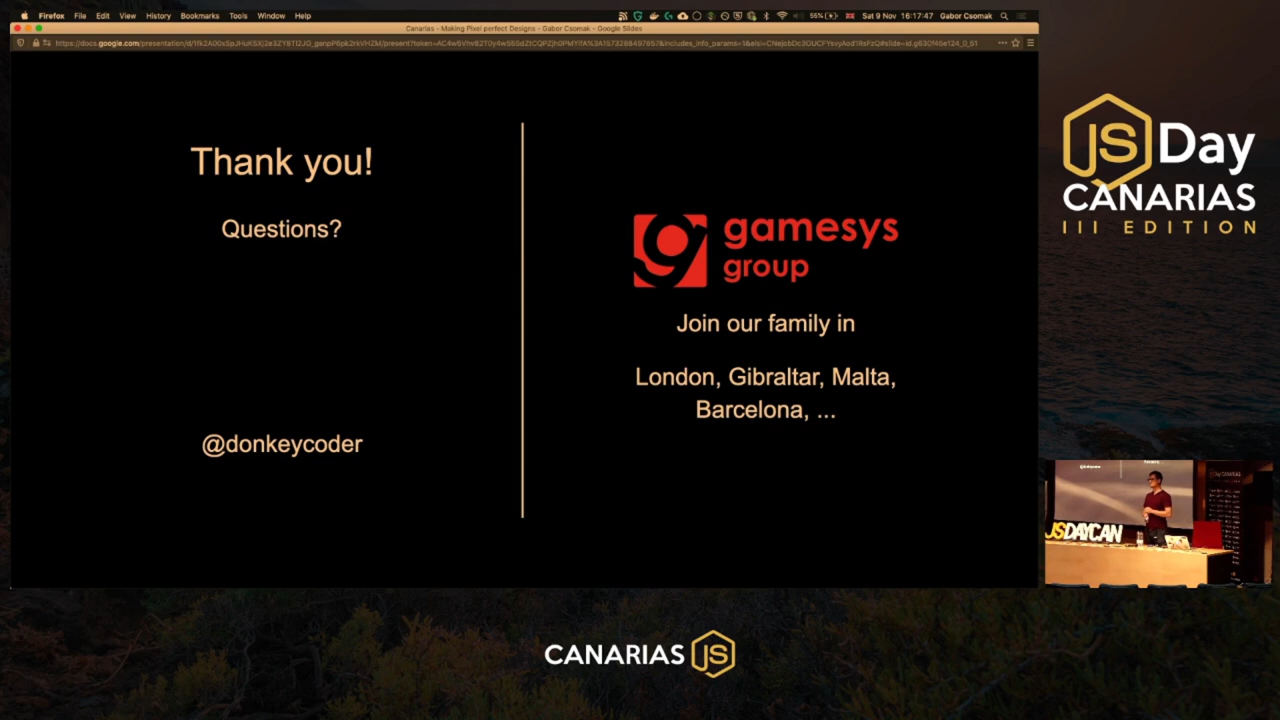 Firefox File Edit View History Bookmarks Tools Window Help
55% Sat 9 Nov 16:17:47 Gabor Csomak
Canarias - Making Pixel perfect Designs - Gabor Csomak - Google Slides
Thank you!
Questions?
@donkeycoder
gamesys
group
Join our family in
London, Gibraltar, Malta,
Barcelona, ...
JS Day
CANARIAS
III EDITION
JSDAYCAN
CANARIAS JS